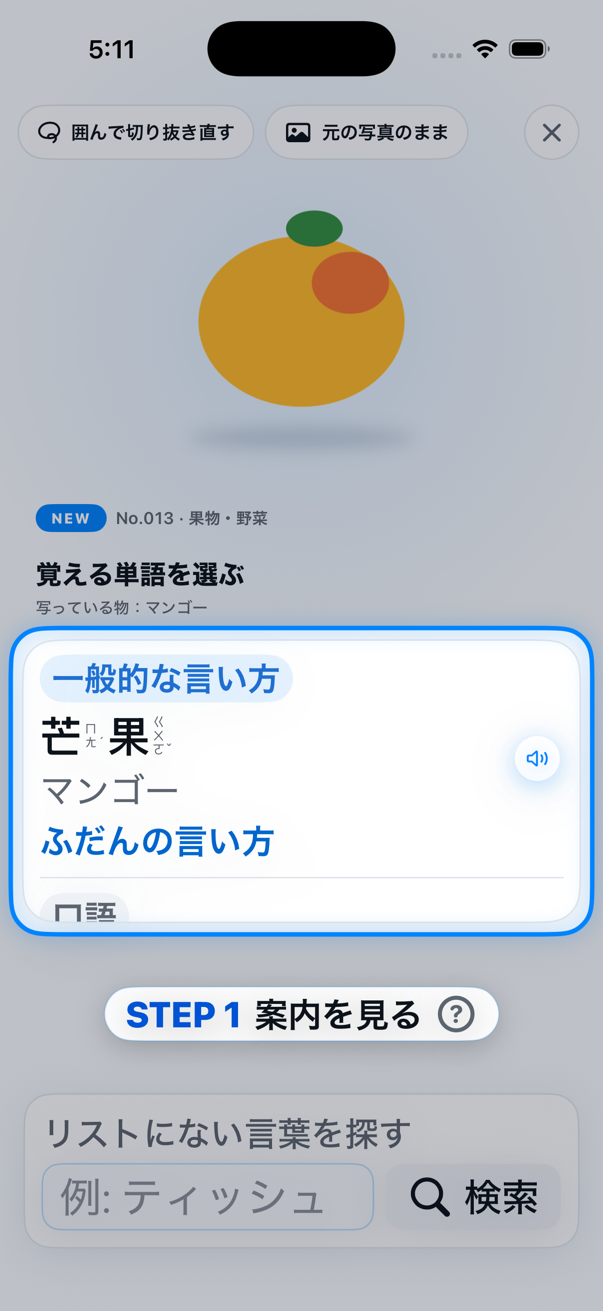 5:11
囲んで切り抜き直す
元の写真のまま
NEW No.013・果物・野菜
覚える単語を選ぶ
写っている物：マンゴー
一般的な言い方
芒ㄇㄤˊ果ㄍㄨㄛˇ
マンゴー
ふだんの言い方
口語
STEP 1 案内を見る ?
リストにない言葉を探す
例: ティッシュ
検索